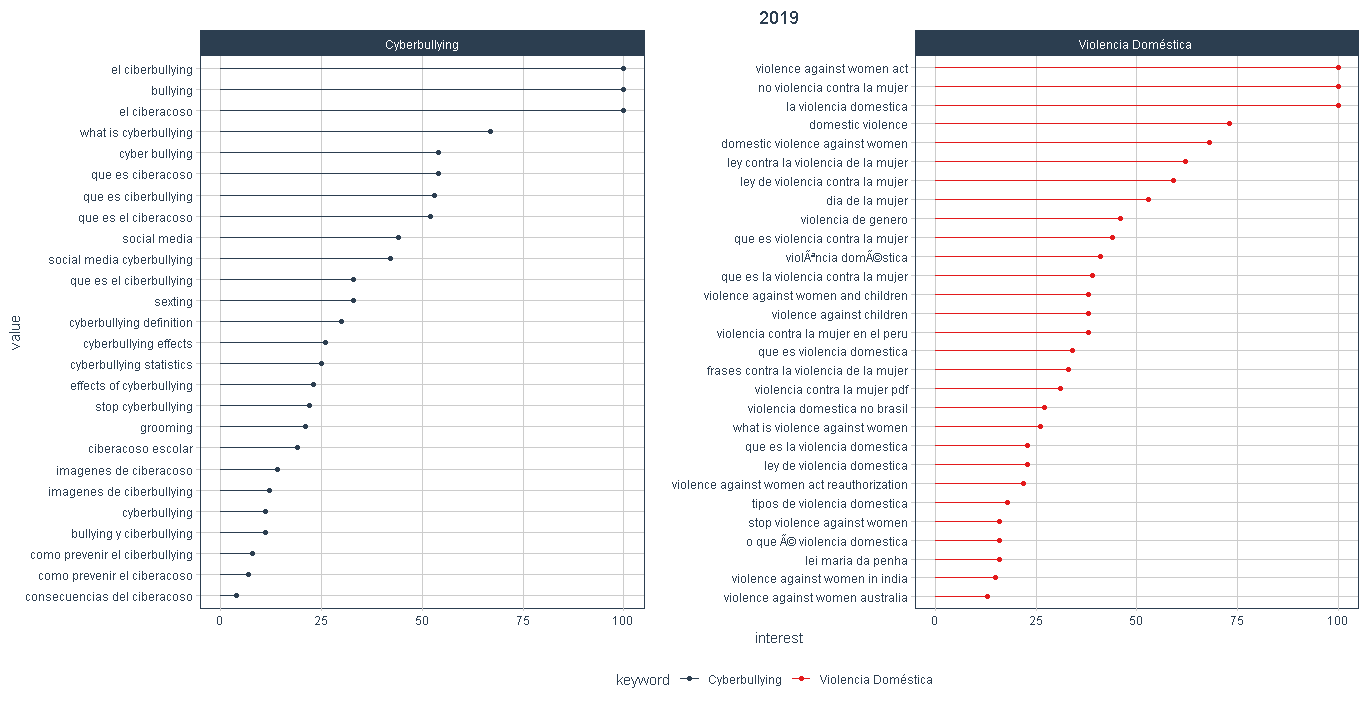 2019
Cyberbullying
el ciberbullying
bullying
el ciberacoso
what is cyberbullying
cyber bullying
que es ciberacoso
que es ciberbullying
que es el ciberacoso
social media
social media cyberbullying
que es el ciberbullying
sexting
cyberbullying definition
cyberbullying effects
cyberbullying statistics
effects of cyberbullying
stop cyberbullying
grooming
ciberacoso escolar
imagenes de ciberacoso
imagenes de ciberbullying
cyberbullying
bullying y ciberbullying
como prevenir el ciberbullying
como prevenir el ciberacoso
consecuencias del ciberacoso
0 25 50 75 100
value
Violencia Doméstica
violence against women act
no violencia contra la mujer
la violencia domestica
domestic violence
domestic violence against women
ley contra la violencia de la mujer
ley de violencia contra la mujer
dia de la mujer
violencia de genero
que es violencia contra la mujer
violÃªncia domÃ©stica
que es la violencia contra la mujer
violence against women and children
violence against children
violencia contra la mujer en el peru
que es violencia domestica
frases contra la violencia de la mujer
violencia contra la mujer pdf
violencia domestica no brasil
what is violence against women
que es la violencia domestica
ley de violencia domestica
violence against women act reauthorization
tipos de violencia domestica
stop violence against women
o que Ã© violencia domestica
lei maria da penha
violence against women in india
violence against women australia
0 25 50 75 100
interest
keyword Cyberbullying Violencia Doméstica